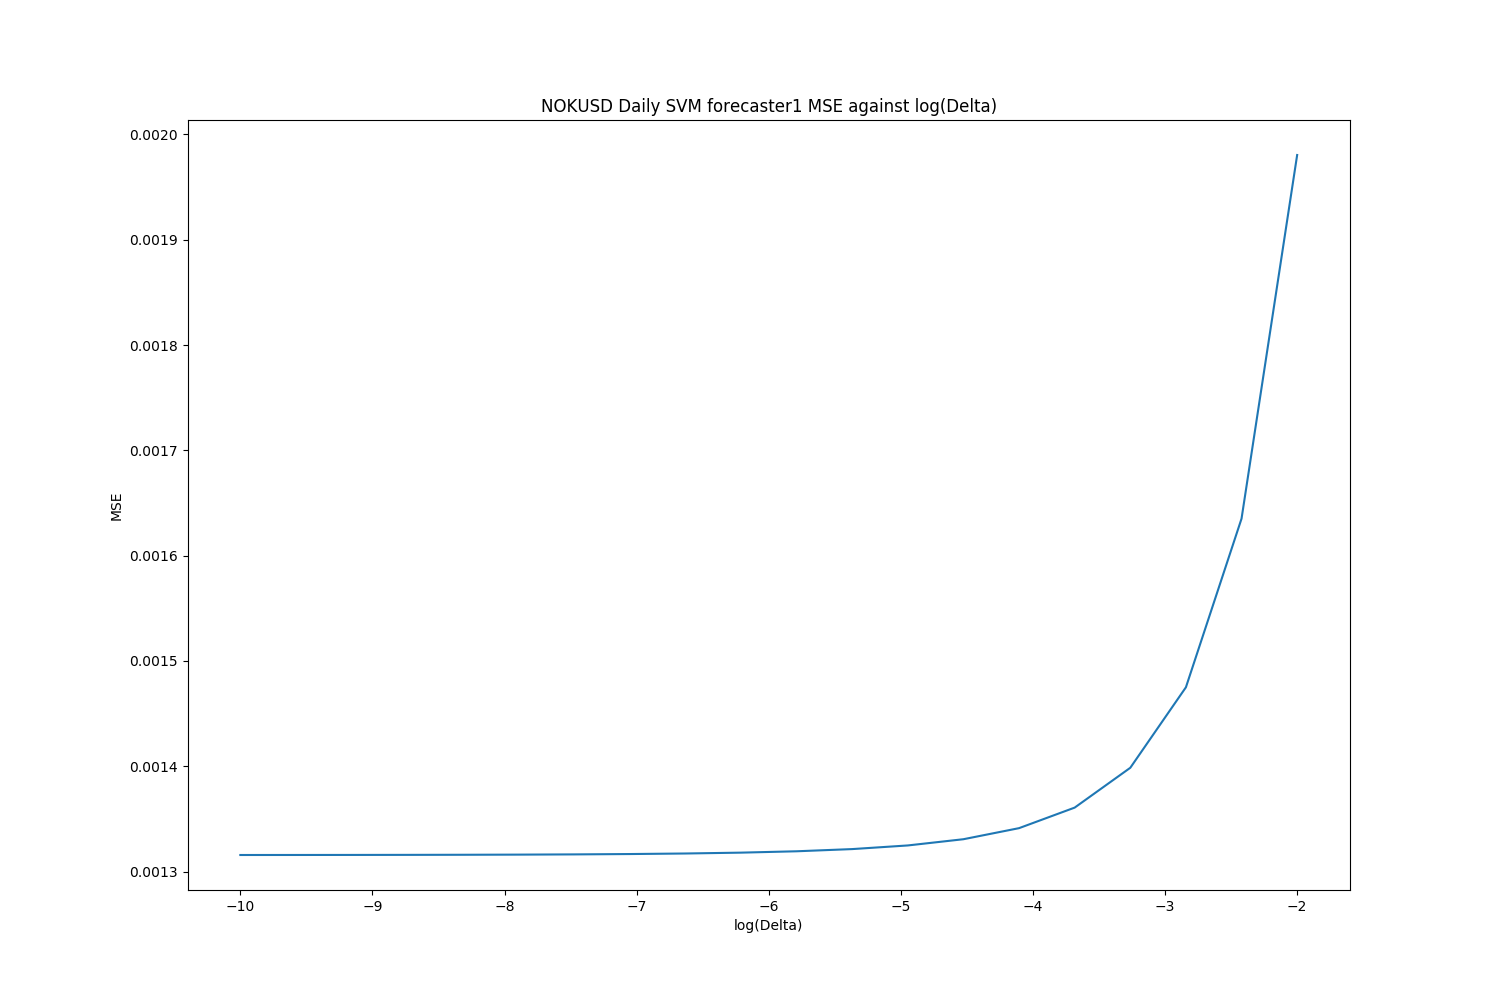 NOKUSD Daily SVM forecaster1 MSE against log(Delta)
0.0020
0.0019
0.0018
0.0017
0.0016
0.0015
0.0014
0.0013
MSE
−10 −9 −8 −7 −6 −5 −4 −3 −2
log(Delta)